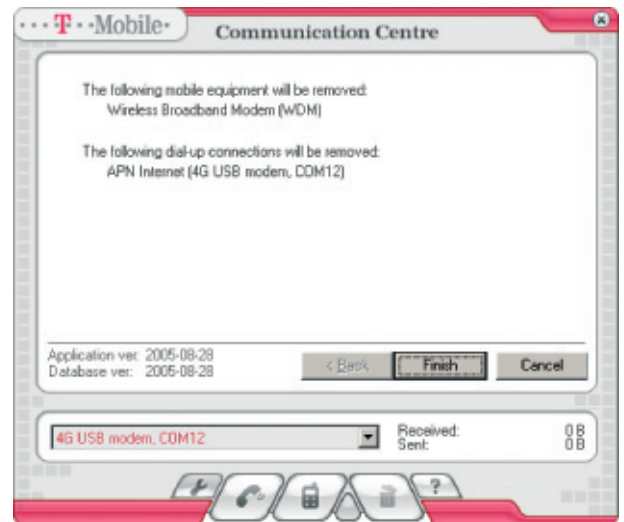 T-Mobile
Communication Centre
The following mobile equipment will be removed:
Wireless Broadband Modem (WDM)
The following dial-up connections will be removed:
APN Internet (4G USB modem, COM12)
Application ver: 2005-08-28
Database ver: 2005-08-28
< Back Finish Cancel
4G USB modem, COM12
Received: 0 B
Sent: 0 B
?